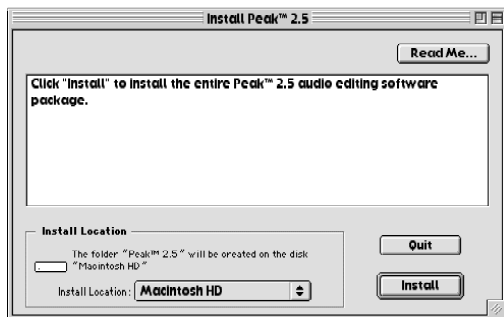 Install Peak™ 2.5
Read Me...
Click "Install" to install the entire Peak™ 2.5 audio editing software
package.
Install Location
The folder "Peak™ 2.5" will be created on the disk
"Macintosh HD"
Install Location: Macintosh HD
Quit
Install